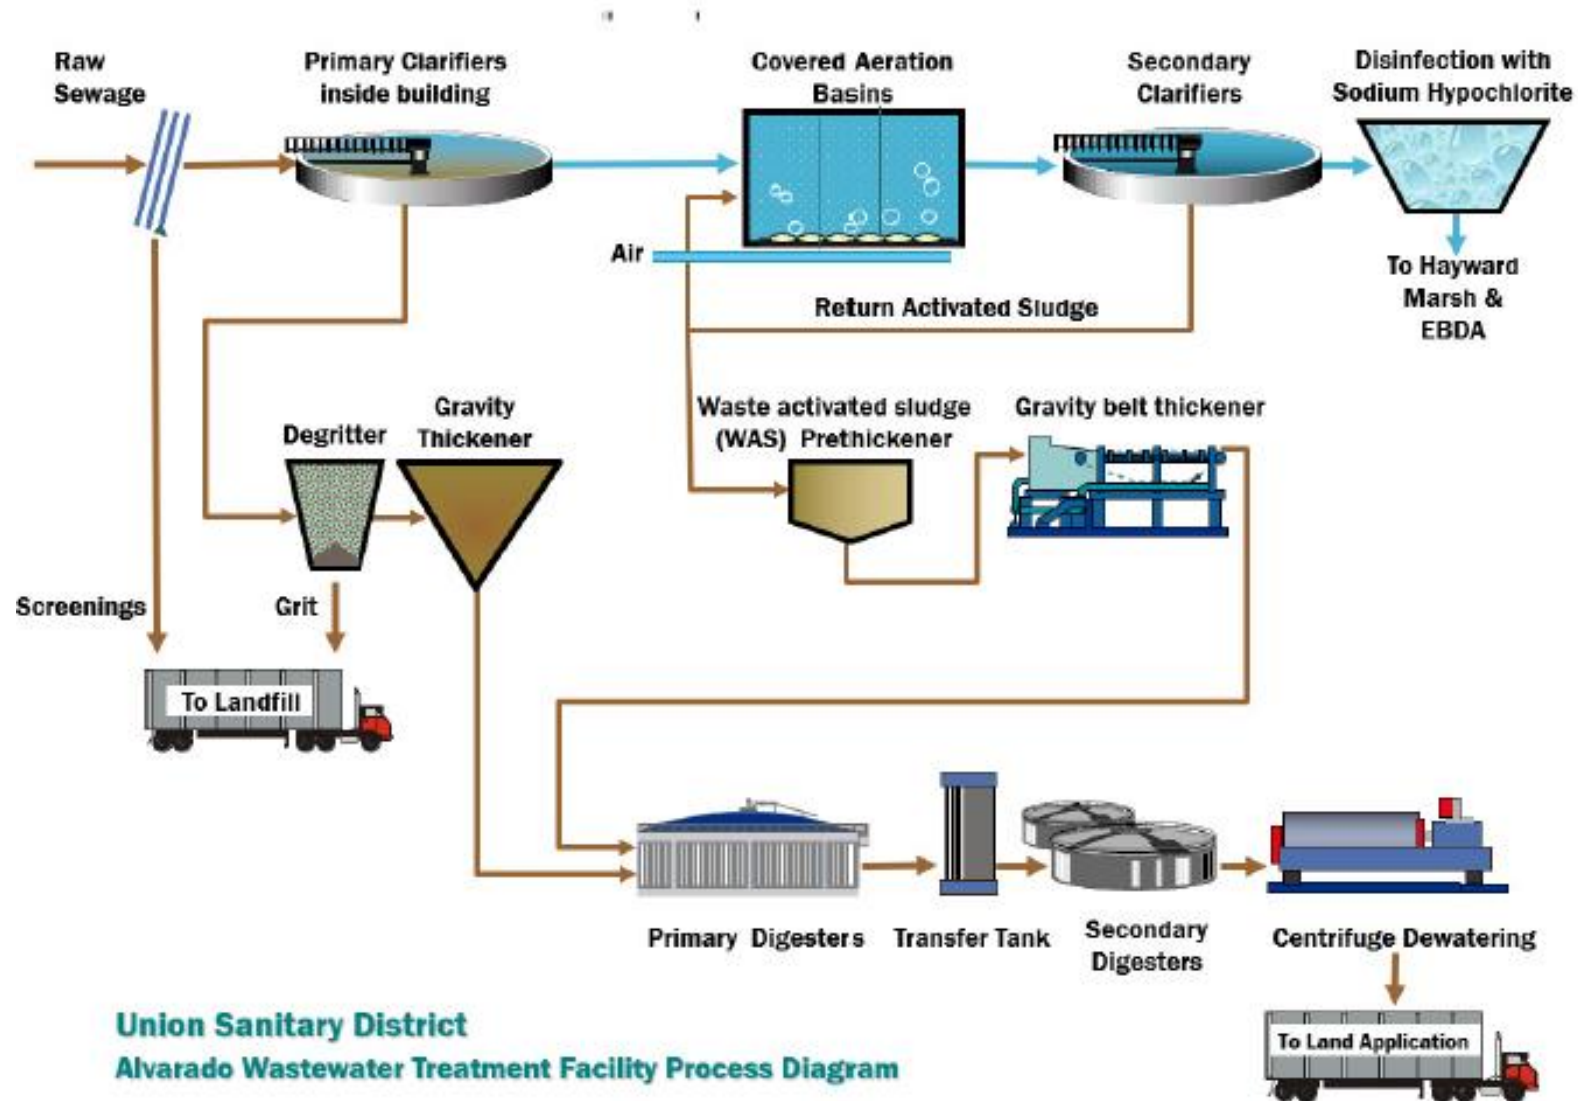 Raw
Sewage
Primary Clarifiers
inside building
Covered Aeration
Basins
Secondary
Clarifiers
Disinfection with
Sodium Hypochlorite
Air
Return Activated Sludge
To Hayward
Marsh &
EBDA
Degritter
Gravity
Thickener
Waste activated sludge
(WAS) Prethickener
Gravity belt thickener
Screenings
Grit
To Landfill
Primary Digesters
Transfer Tank
Secondary
Digesters
Centrifuge Dewatering
To Land Application
Union Sanitary District
Alvarado Wastewater Treatment Facility Process Diagram